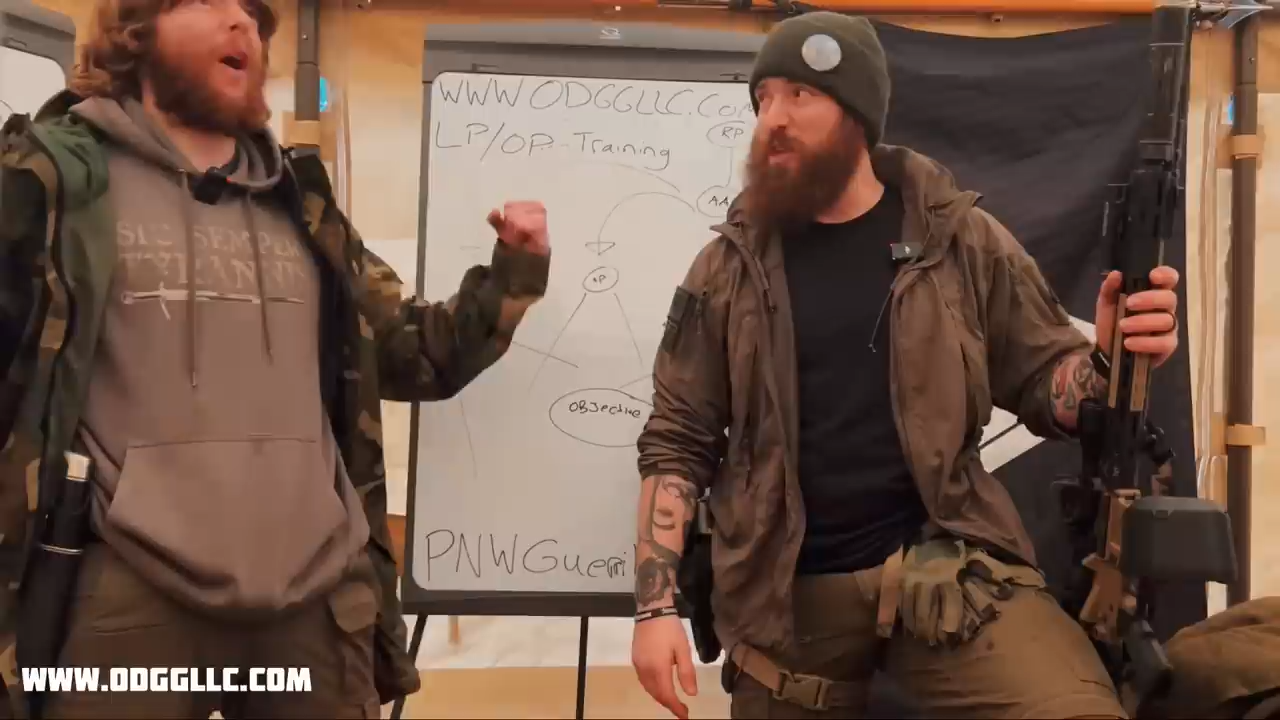 WWW ODGGLLC.COM
LP/OP - Training
RP
AA
OP
OBJective
PNWGuerri
SIC SEMPER
TYRANNIS
WWW.ODGGLLC.COM